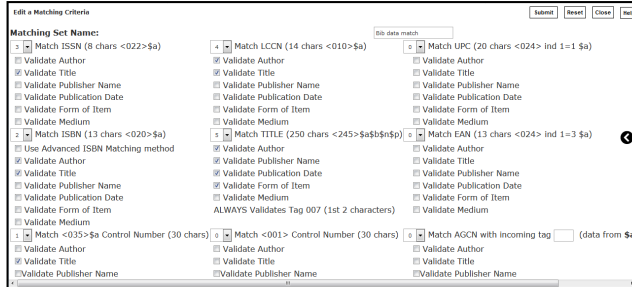 Edit a Matching Criteria Submit Reset Close Hel
Matching Set Name: Bib data match
3 Match ISSN (8 chars <022>$a) 4 Match LCCN (14 chars <010>$a) 0 Match UPC (20 chars <024> ind 1=1 $a)
Validate Author Validate Author Validate Author
Validate Title Validate Title Validate Title
Validate Publisher Name Validate Publisher Name Validate Publisher Name
Validate Publication Date Validate Publication Date Validate Publication Date
Validate Form of Item Validate Form of Item Validate Form of Item
Validate Medium Validate Medium Validate Medium
2 Match ISBN (13 chars <020>$a) 5 Match TITLE (250 chars <245>$a$b$n$p) 0 Match EAN (13 chars <024> ind 1=3 $a)
Use Advanced ISBN Matching method Validate Author Validate Author
Validate Author Validate Publisher Name Validate Title
Validate Title Validate Publication Date Validate Publisher Name
Validate Publisher Name Validate Form of Item Validate Publication Date
Validate Publication Date Validate Medium Validate Form of Item
Validate Form of Item ALWAYS Validates Tag 007 (1st 2 characters) Validate Medium
Validate Medium
1 Match <035>$a Control Number (30 chars) 0 Match <001> Control Number (30 chars) 0 Match AGCN with incoming tag (data from $a
Validate Author Validate Author Validate Author
Validate Title Validate Title Validate Title
Validate Publisher Name Validate Publisher Name Validate Publisher Name